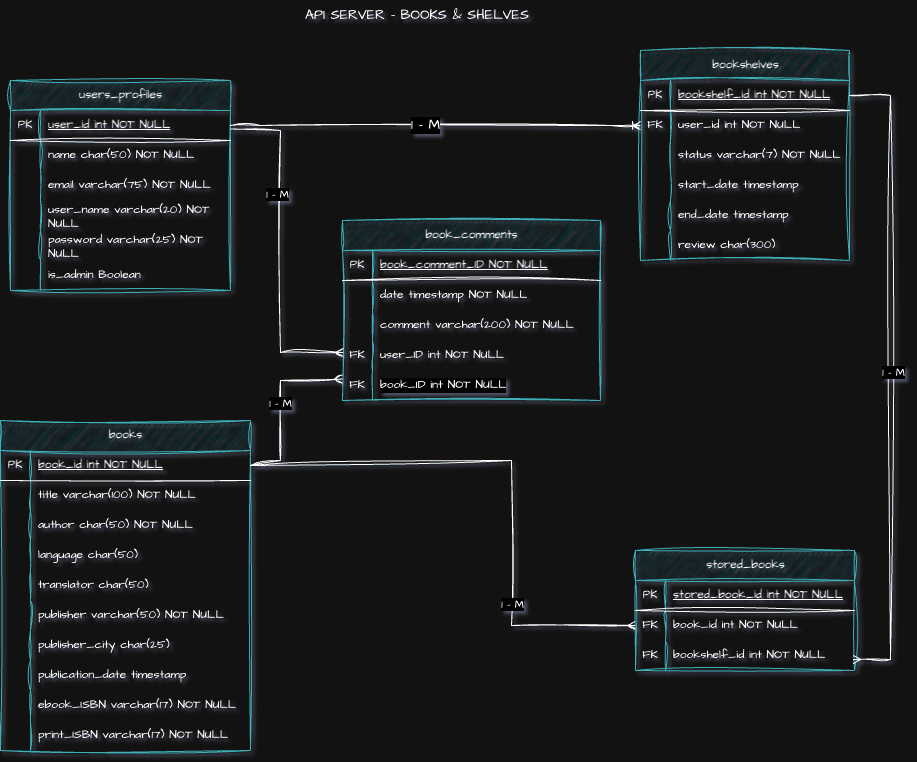 API SERVER - BOOKS & SHELVES
users_profiles
PK user_id int NOT NULL
name char(50) NOT NULL
email varchar(75) NOT NULL
user_name varchar(20) NOT
NULL
password varchar(25) NOT
NULL
is_admin Boolean
1 - M
1 - M
bookshelves
PK bookshelf_id int NOT NULL
FK user_id int NOT NULL
status varchar(7) NOT NULL
start_date timestamp
end_date timestamp
review char(300)
book_comments
PK book_comment_ID NOT NULL
date timestamp NOT NULL
comment varchar(200) NOT NULL
FK user_ID int NOT NULL
FK book_ID int NOT NULL
1 - M
1 - M
books
PK book_id int NOT NULL
title varchar(100) NOT NULL
author char(50) NOT NULL
language char(50)
translator char(50)
publisher varchar(50) NOT NULL
publisher_city char(25)
publication_date timestamp
ebook_ISBN varchar(17) NOT NULL
print_ISBN varchar(17) NOT NULL
1 - M
stored_books
PK stored_book_id int NOT NULL
FK book_id int NOT NULL
FK bookshelf_id int NOT NULL